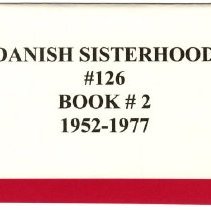 DANISH SISTERHOOD
#126
BOOK # 2
1952-1977